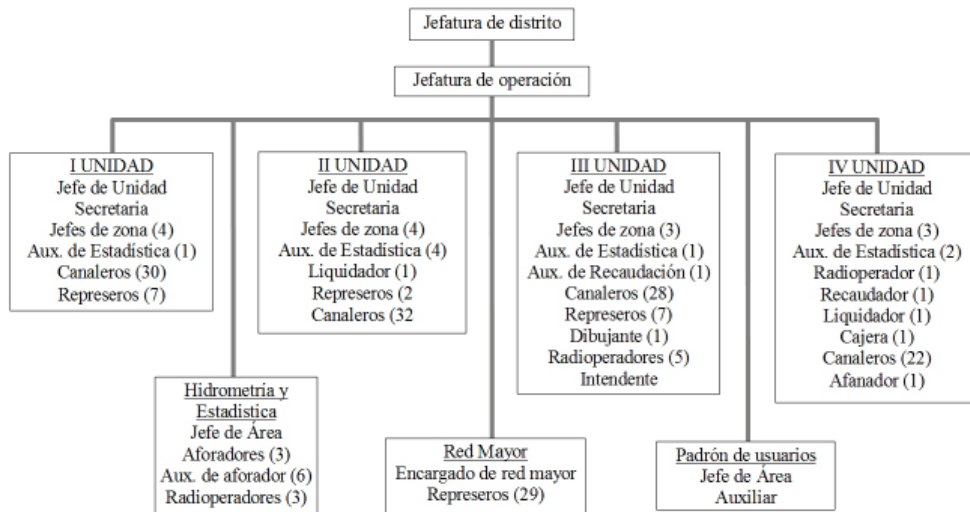 Jefatura de distrito
Jefatura de operación
I UNIDAD
Jefe de Unidad
Secretaria
Jefes de zona (4)
Aux. de Estadística (1)
Canaleros (30)
Represeros (7)
II UNIDAD
Jefe de Unidad
Secretaria
Jefes de zona (4)
Aux. de Estadística (4)
Liquidador (1)
Represeros (2
Canaleros (32
III UNIDAD
Jefe de Unidad
Secretaria
Jefes de zona (3)
Aux. de Estadística (1)
Aux. de Recaudación (1)
Canaleros (28)
Represeros (7)
Dibujante (1)
Radioperadores (5)
Intendente
IV UNIDAD
Jefe de Unidad
Secretaria
Jefes de zona (3)
Aux. de Estadística (2)
Radioperador (1)
Recaudador (1)
Liquidador (1)
Cajera (1)
Canaleros (22)
Afanador (1)
Hidrometría y
Estadistica
Jefe de Área
Aforadores (3)
Aux. de aforador (6)
Radioperadores (3)
Red Mayor
Encargado de red mayor
Represeros (29)
Padrón de usuarios
Jefe de Área
Auxiliar